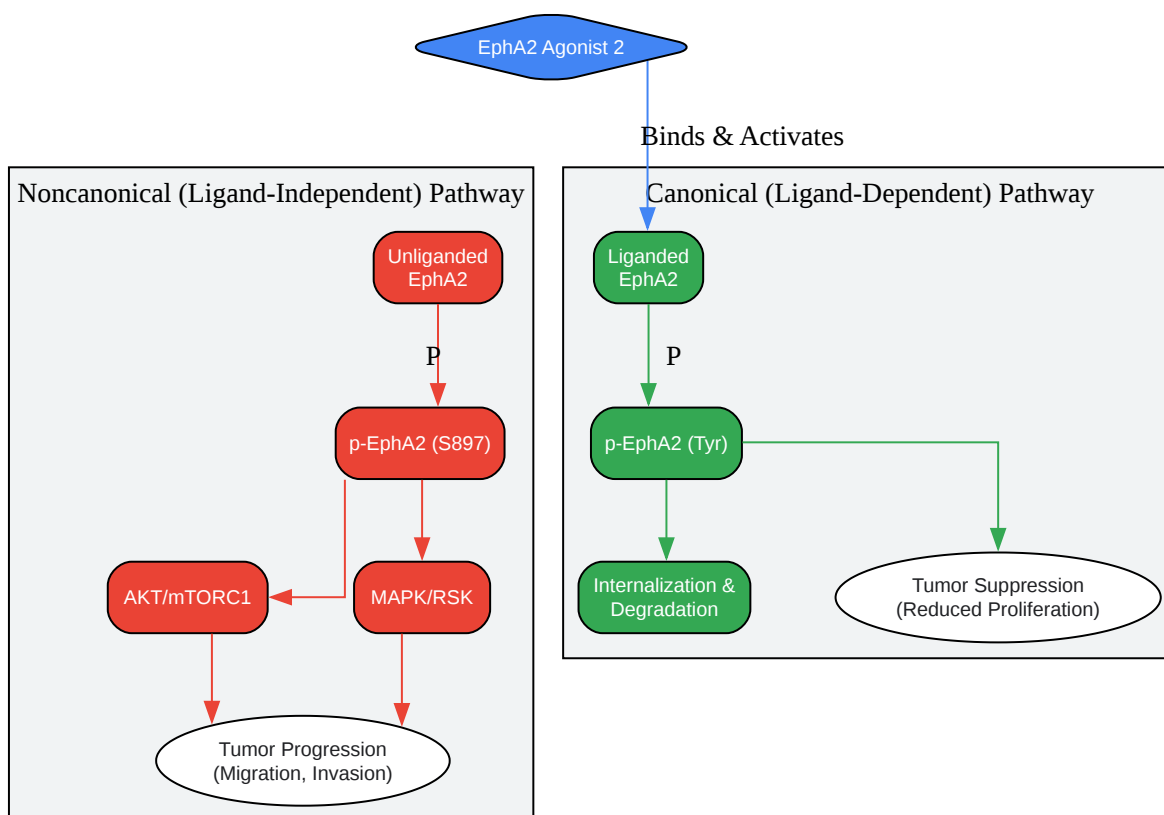 EphA2 Agonist 2
Binds & Activates
Noncanonical (Ligand-Independent) Pathway
Unliganded
EphA2
P
p-EphA2 (S897)
AKT/mTORC1
MAPK/RSK
Tumor Progression
(Migration, Invasion)
Canonical (Ligand-Dependent) Pathway
Liganded
EphA2
P
p-EphA2 (Tyr)
Internalization &
Degradation
Tumor Suppression
(Reduced Proliferation)